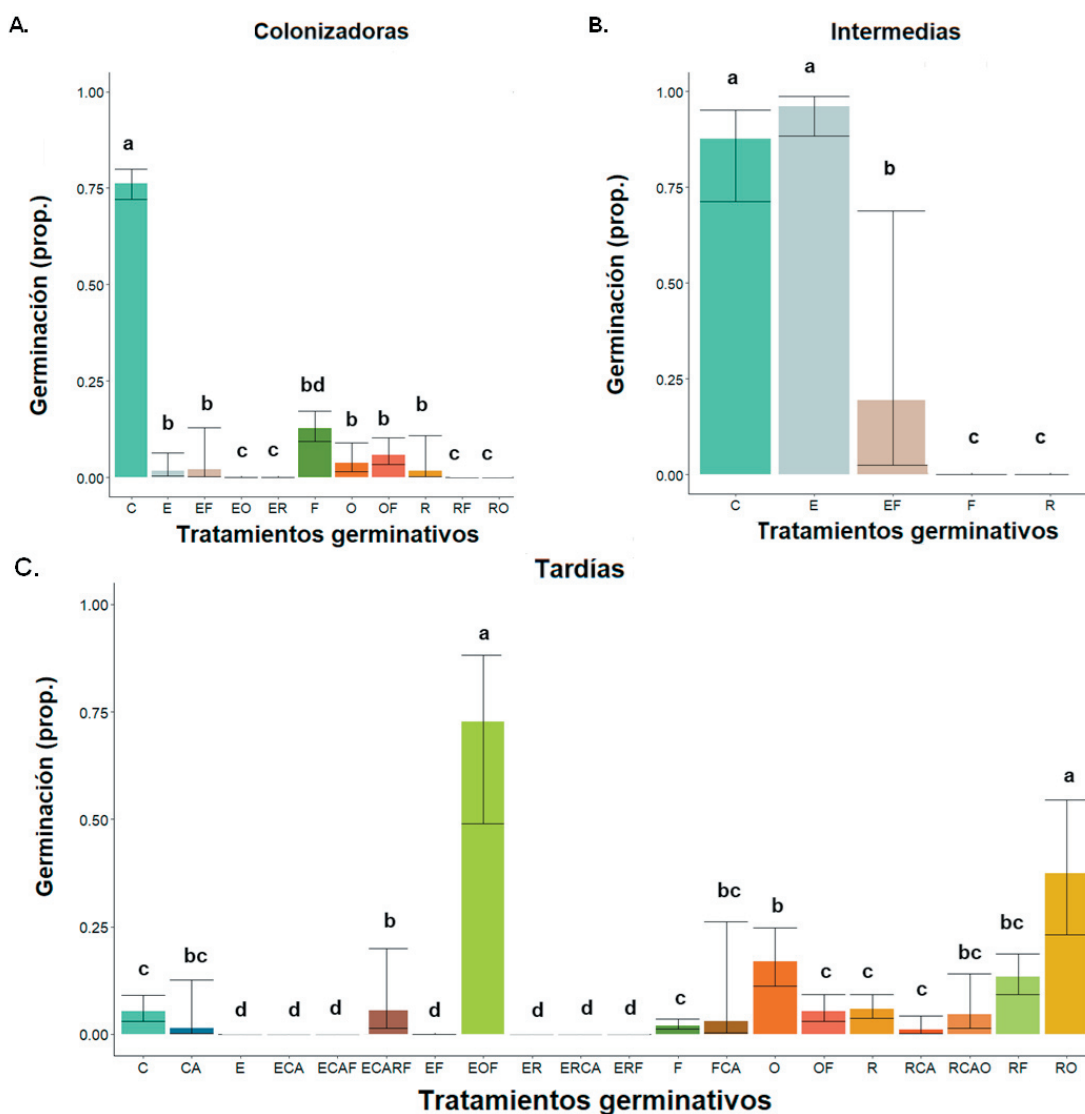 A.
Colonizadoras
Germinación (prop.)
1.00
0.75
0.50
0.25
0.00
a
b
b
c
c
bd
b
b
b
c
c
C E EF EO ER F O OF R RF RO
Tratamientos germinativos
B.
Intermedias
Germinación (prop.)
1.00
0.75
0.50
0.25
0.00
a
a
b
c
c
C E EF F R
Tratamientos germinativos
C.
Tardías
Germinación (prop.)
1.00
0.75
0.50
0.25
0.00
c
bc
d
d
d
b
d
a
d
d
d
c
bc
b
c
c
c
bc
bc
a
C CA E ECA ECAF ECARF EF EOF ER ERCA ERF F FCA O OF R RCA RCAO RF RO
Tratamientos germinativos